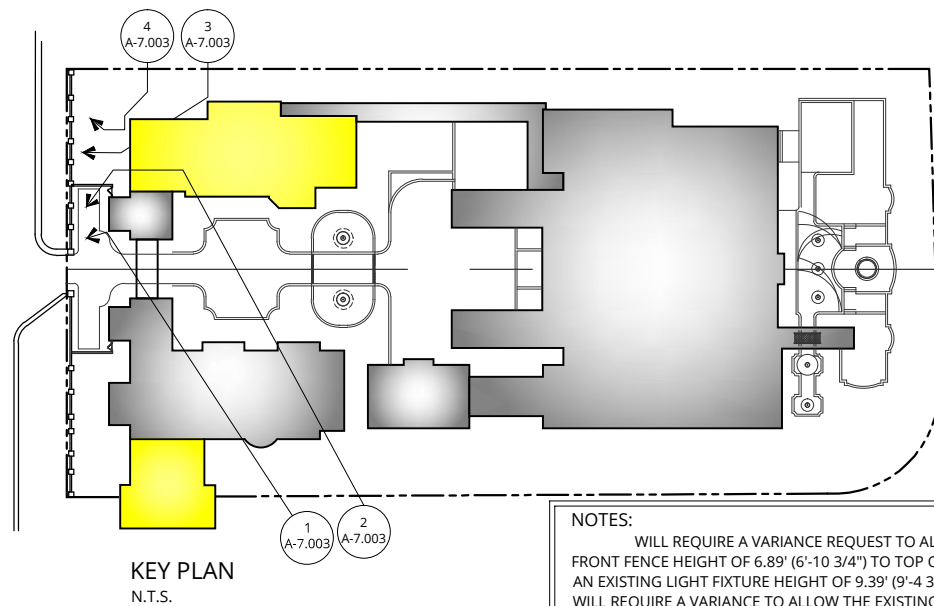 4
A-7.003
3
A-7.003
1
A-7.003
2
A-7.003
KEY PLAN
N.T.S.
NOTES:
WILL REQUIRE A VARIANCE REQUEST TO
FRONT FENCE HEIGHT OF 6.89' (6'-10 3/4") TO TOP
AN EXISTING LIGHT FIXTURE HEIGHT OF 9.39' (9'-4
WILL REQUIRE A VARIANCE TO ALLOW THE EXISTING